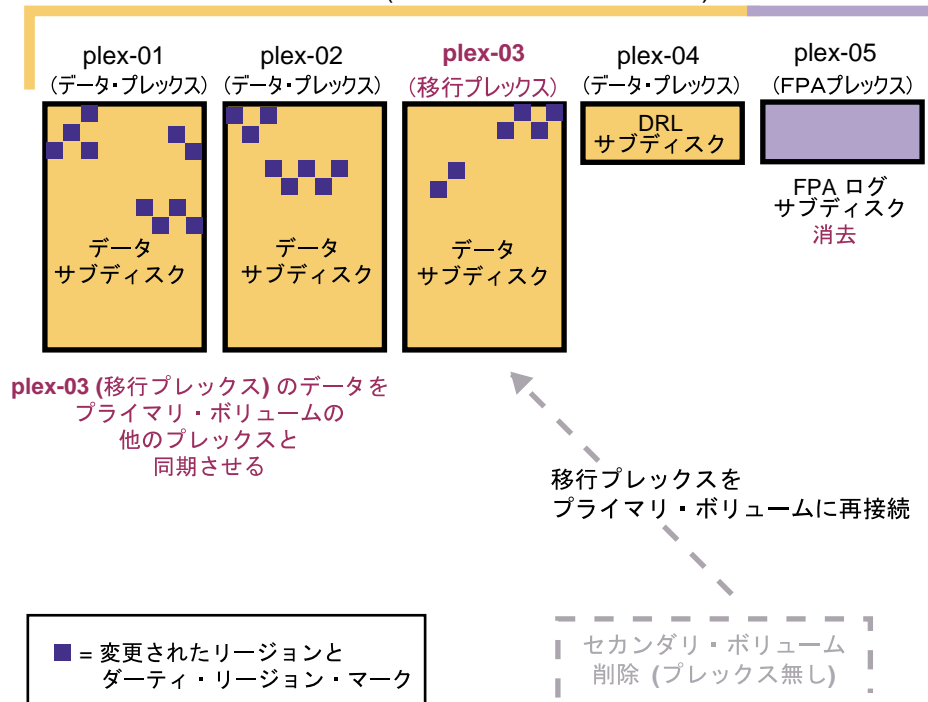 plex-01
(データ・プレックス)
plex-02
(データ・プレックス)
plex-03
(移行プレックス)
plex-04
(データ・プレックス)
plex-05
(FPAプレックス)
データ
サブディスク
データ
サブディスク
データ
サブディスク
DRL
サブディスク
FPA ログ
サブディスク
消去
plex-03 (移行プレックス) のデータを
プライマリ・ボリュームの
他のプレックスと
同期させる
移行プレックスを
プライマリ・ボリュームに再接続
= 変更されたリージョンと
ダーティ・リージョン・マーク
セカンダリ・ボリューム
削除 (プレックス無し)